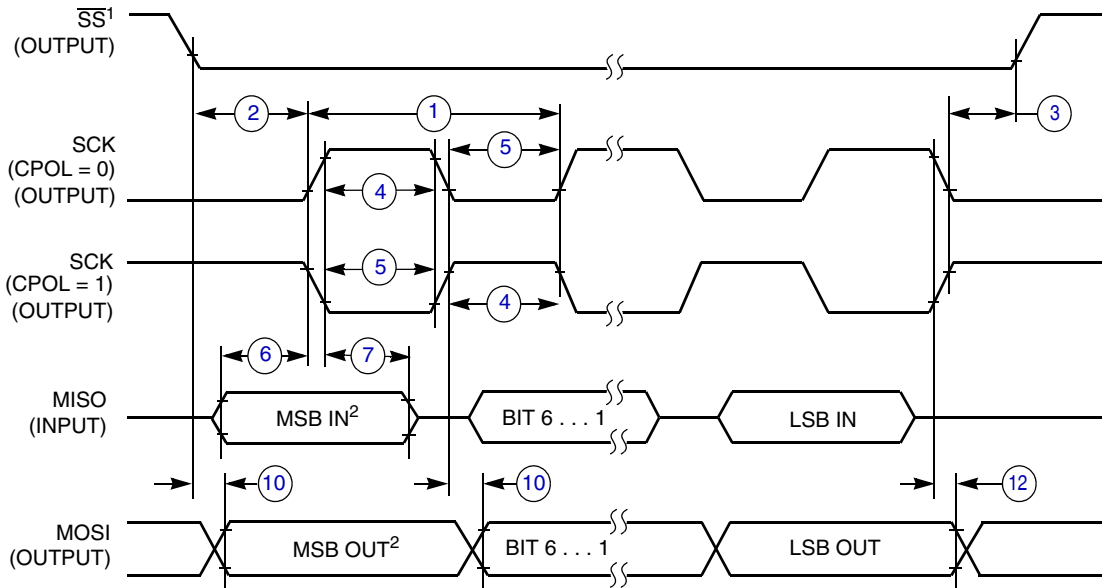 SS¹
(OUTPUT)
2
1
3
SCK
(CPOL = 0)
(OUTPUT)
5
4
SCK
(CPOL = 1)
(OUTPUT)
5
4
6
7
MISO
(INPUT)
MSB IN²
BIT 6 . . . 1
LSB IN
10
10
12
MOSI
(OUTPUT)
MSB OUT²
BIT 6 . . . 1
LSB OUT